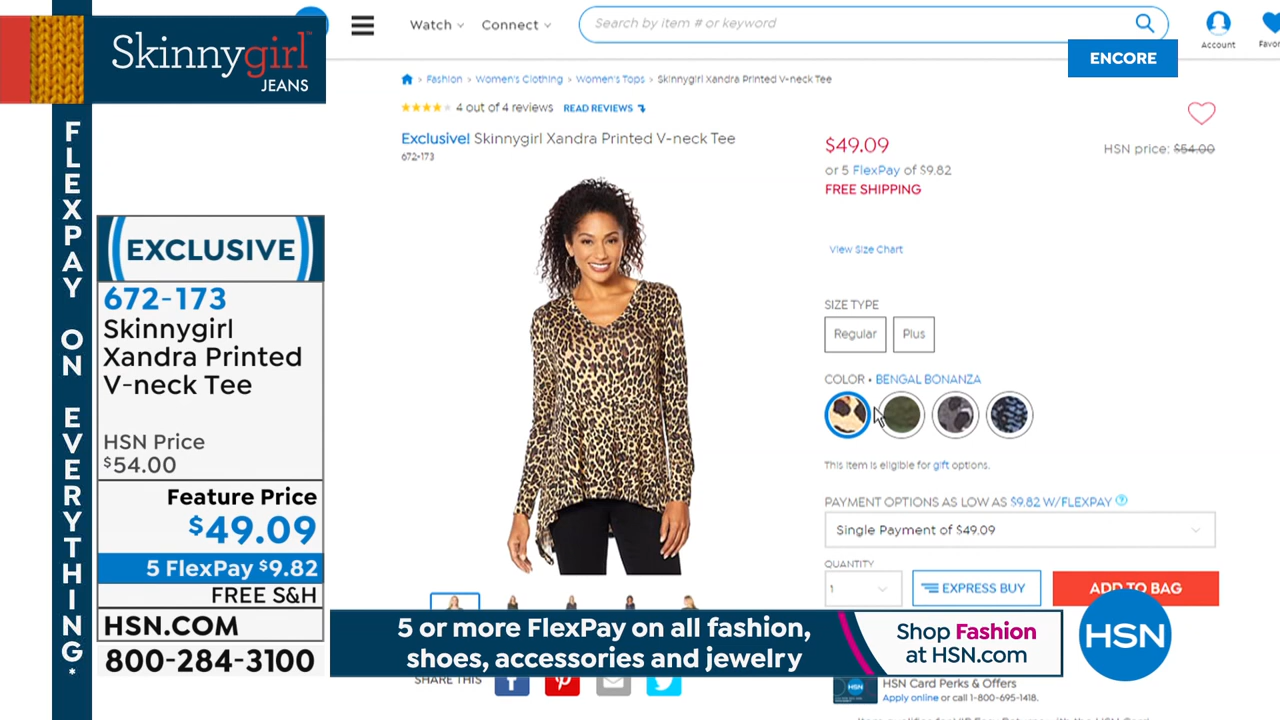 Skinnygirl™
JEANS
FLEXPAY ON EVERYTHING*
EXCLUSIVE
672-173
Skinnygirl
Xandra Printed
V-neck Tee
HSN Price
$54.00
Feature Price
$49.09
5 FlexPay $9.82
FREE S&H
HSN.COM
800-284-3100
Watch
Connect
Search by item # or keyword
Account
ENCORE
Fashion > Women's Clothing > Women's Tops > Skinnygirl Xandra Printed V-neck Tee
4 out of 4 reviews READ REVIEWS
Exclusive! Skinnygirl Xandra Printed V-neck Tee
672-173
$49.09
HSN price: $54.00
or 5 FlexPay of $9.82
FREE SHIPPING
View Size Chart
SIZE TYPE
Regular
Plus
COLOR • BENGAL BONANZA
This item is eligible for gift options.
PAYMENT OPTIONS AS LOW AS $9.82 W/FLEXPAY ?
Single Payment of $49.09
QUANTITY
1
EXPRESS BUY
ADD TO BAG
5 or more FlexPay on all fashion,
shoes, accessories and jewelry
Shop Fashion
at HSN.com
HSN
SHARE THIS
HSN
HSN Card Perks & Offers
Apply online or call 1-800-695-1418.